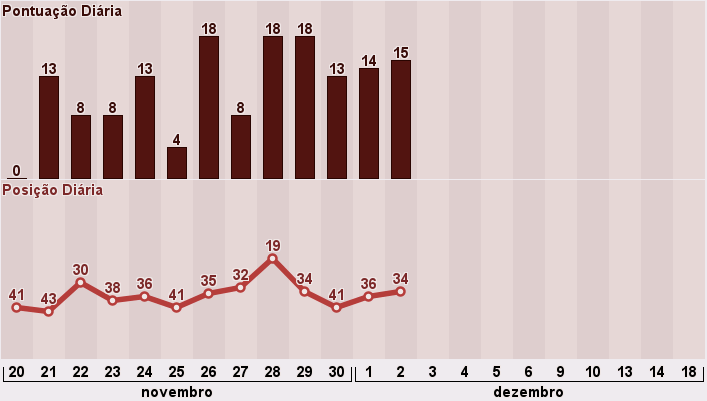 Pontuação Diária
0 13 8 8 13 4 18 8 18 18 13 14 15
Posição Diária
41 43 30 38 36 41 35 32 19 34 41 36 34
20 21 22 23 24 25 26 27 28 29 30 1 2 3 4 5 6 9 10 13 14 18
novembro dezembro